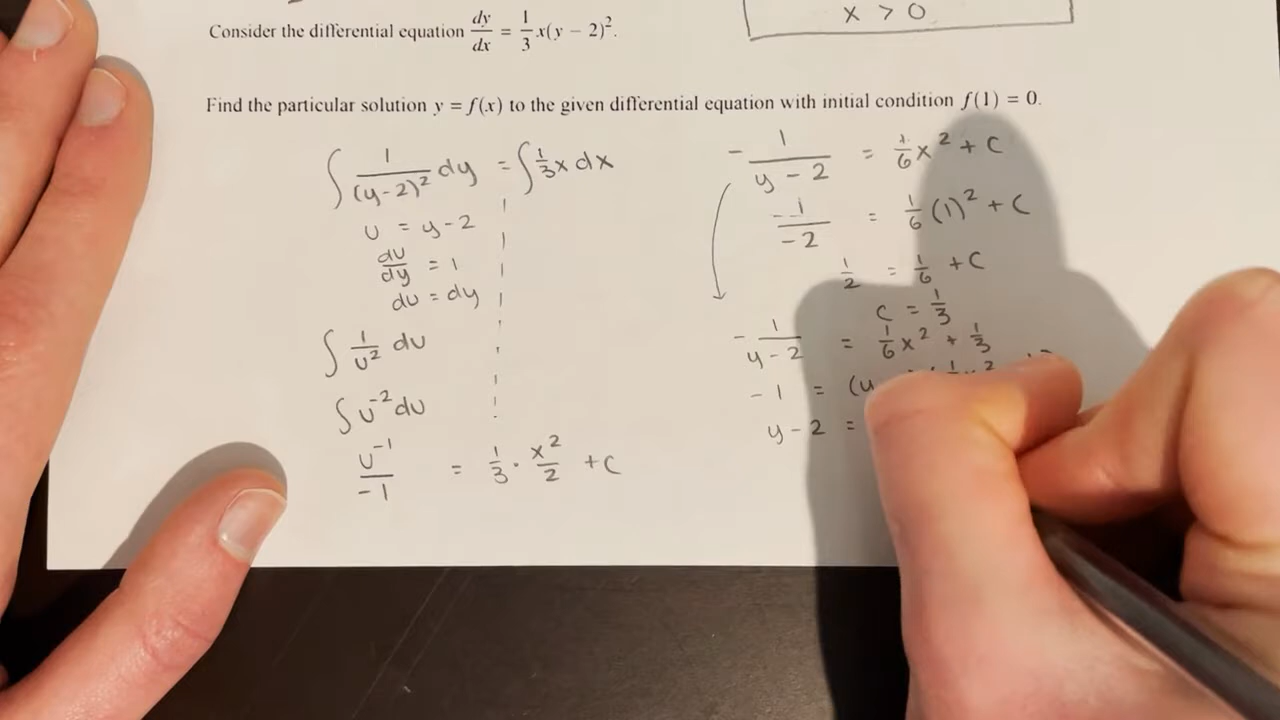 x > 0
Consider the differential equation dy/dx = 1/3 x(y − 2)².
Find the particular solution y = f(x) to the given differential equation with initial condition f(1) = 0.
∫ 1/(y-2)² dy = ∫ 1/3 x dx
u = y-2
du/dy = 1
du = dy
∫ 1/u² du
∫ u⁻² du
u⁻¹/-1 = 1/3 · x²/2 + C
- 1/(y-2) = 1/6 x² + C
-1/-2 = 1/6 (1)² + C
1/2 = 1/6 + C
C = 1/3
- 1/(y-2) = 1/6 x² + 1/3
-1 = (y
y-2 =